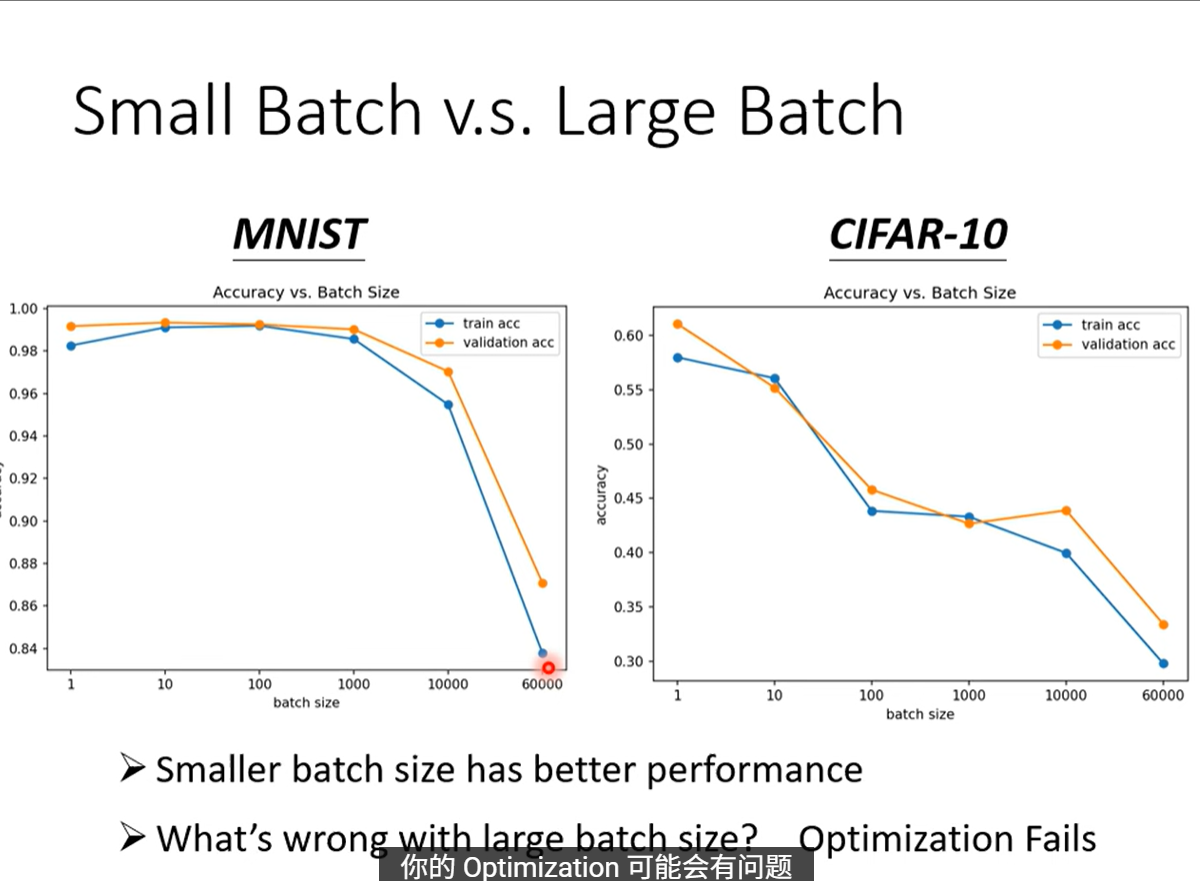 Small Batch v.s. Large Batch
MNIST
Accuracy vs. Batch Size
train acc
validation acc
1.00
0.98
0.96
0.94
0.92
0.90
0.88
0.86
0.84
1 10 100 1000 10000 60000
batch size
CIFAR-10
Accuracy vs. Batch Size
train acc
validation acc
accuracy
0.60
0.55
0.50
0.45
0.40
0.35
0.30
1 10 100 1000 10000 60000
batch size
➢ Smaller batch size has better performance
➢ What's wrong with large batch size? Optimization Fails
你的 Optimization 可能会有问题